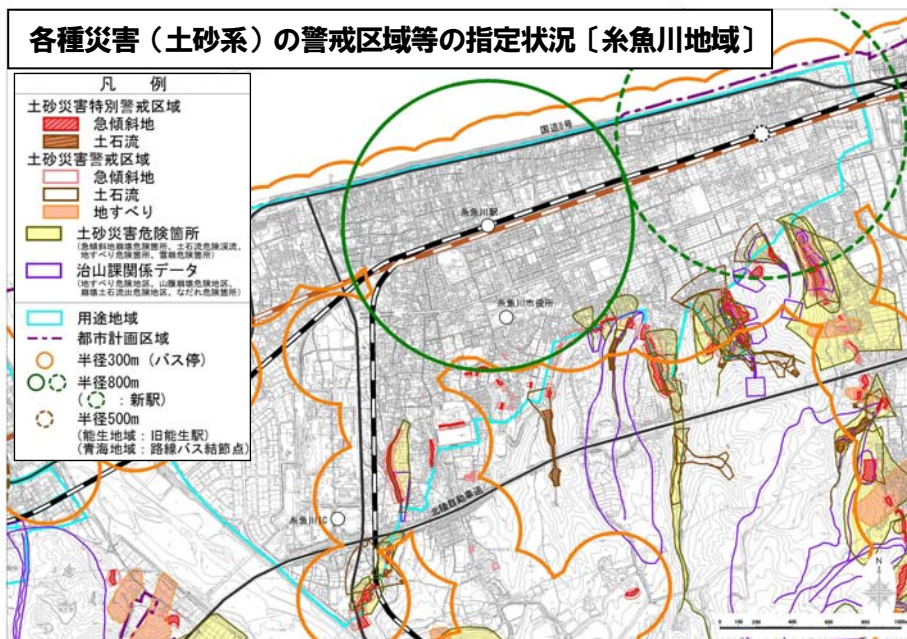 各種災害（土砂系）の警戒区域等の指定状況〔糸魚川地域〕
凡 例
土砂災害特別警戒区域
急傾斜地
土石流
土砂災害警戒区域
急傾斜地
土石流
地すべり
土砂災害危険箇所
（急傾斜地崩壊危険箇所、土石流危険渓流、
地すべり危険箇所、雪崩危険箇所）
治山課関係データ
（地すべり危険地区、山腹崩壊危険地区、
崩壊土石流出危険地区、なだれ危険箇所）
用途地域
都市計画区域
半径300m（バス停）
半径800m
（ ：新駅）
半径500m
（能生地域：旧能生駅）
（青海地域：路線バス結節点）
国道8号
糸魚川駅
糸魚川市役所
北陸自動車道
糸魚川IC
N
0 100 200 400 600 800 1000